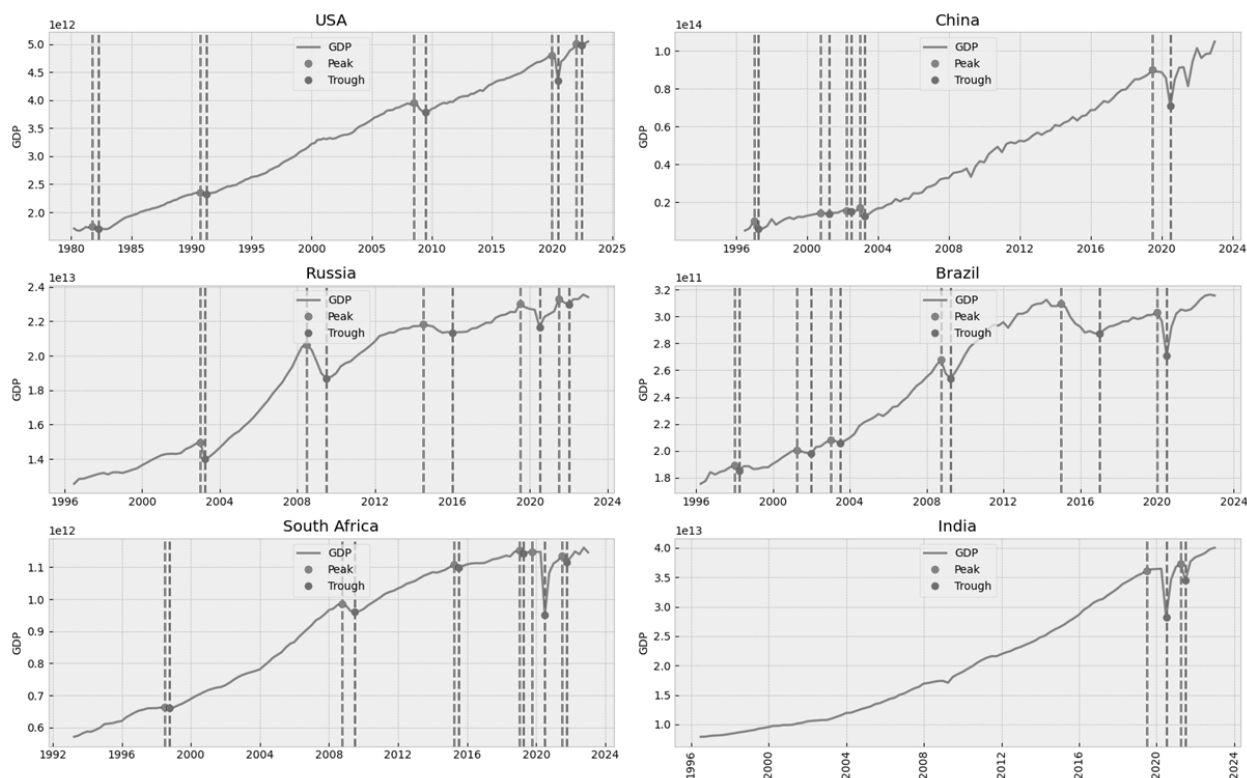 USA
1e12
GDP
Peak
Trough
GDP
5.0
4.5
4.0
3.5
3.0
2.5
2.0
1980 1985 1990 1995 2000 2005 2010 2015 2020 2025
China
1e14
GDP
Peak
Trough
GDP
1.0
0.8
0.6
0.4
0.2
1996 2000 2004 2008 2012 2016 2020 2024
Russia
1e13
GDP
Peak
Trough
GDP
2.4
2.2
2.0
1.8
1.6
1.4
1996 2000 2004 2008 2012 2016 2020 2024
Brazil
1e11
GDP
Peak
Trough
GDP
3.2
3.0
2.8
2.6
2.4
2.2
2.0
1.8
1996 2000 2004 2008 2012 2016 2020 2024
South Africa
1e12
GDP
Peak
Trough
GDP
1.1
1.0
0.9
0.8
0.7
0.6
1992 1996 2000 2004 2008 2012 2016 2020 2024
India
1e13
GDP
Peak
Trough
GDP
4.0
3.5
3.0
2.5
2.0
1.5
1.0
1996 2000 2004 2008 2012 2016 2020 2024